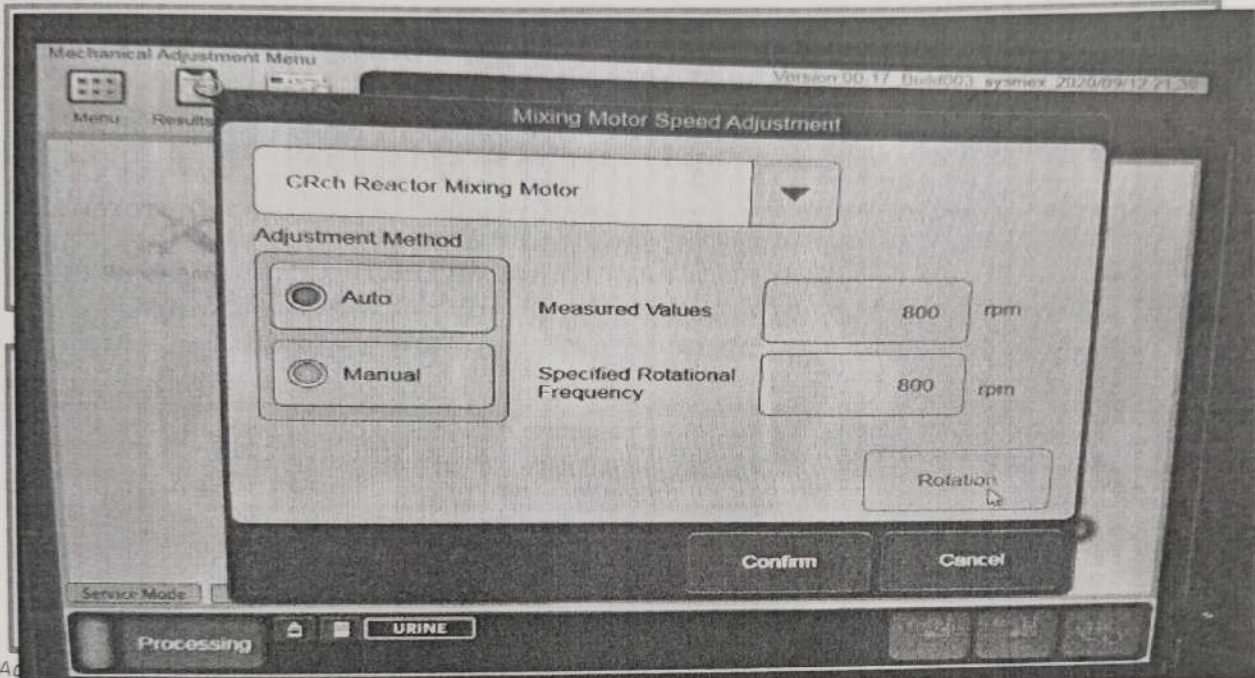 Mechanical Adjustment Menu
Version 00-17 Build003 sysmex 2020/09/12 21:30
Menu
Results
Mixing Motor Speed Adjustment
CRch Reactor Mixing Motor
Adjustment Method
Auto
Measured Values
800
rpm
Manual
Specified Rotational
Frequency
800
rpm
Rotation
Confirm
Cancel
Service Mode
Processing
URINE